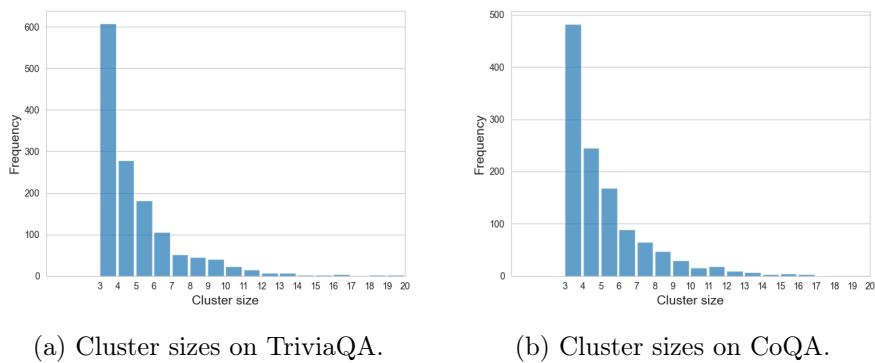 600
500
400
300
200
100
0
Frequency
3 4 5 6 7 8 9 10 11 12 13 14 15 16 17 18 19 20
Cluster size
(a) Cluster sizes on TriviaQA.
500
400
300
200
100
0
Frequency
3 4 5 6 7 8 9 10 11 12 13 14 15 16 17 18 19 20
Cluster size
(b) Cluster sizes on CoQA.